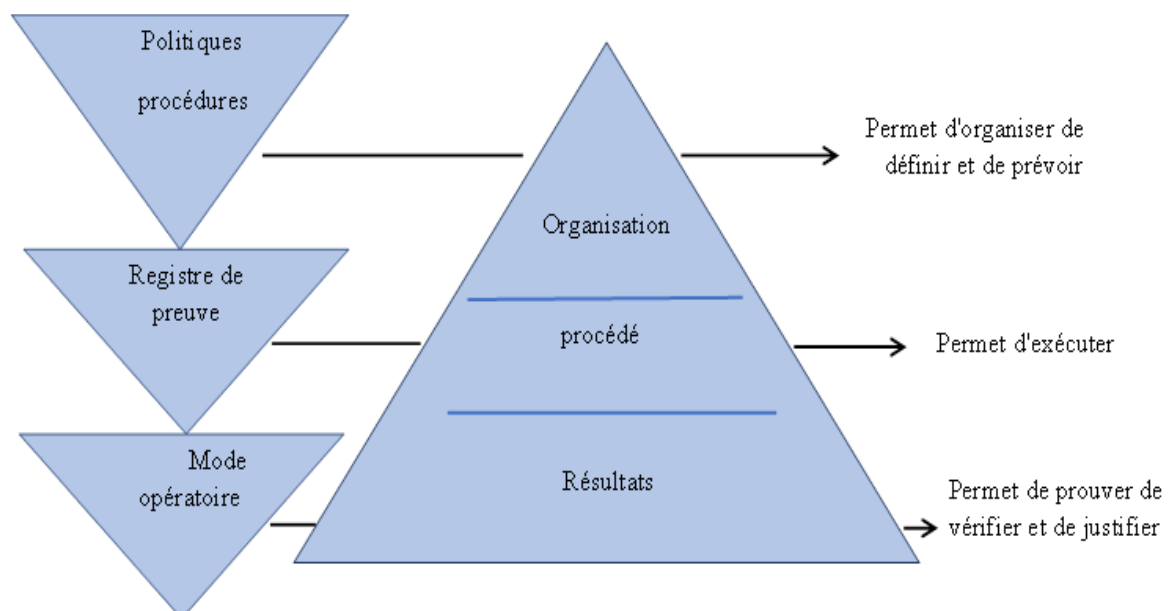 Politiques
procédures
Permet d'organiser de
définir et de prévoir
Organisation
Registre de
preuve
procédé
Permet d'exécuter
Mode
opératoire
Résultats
Permet de prouver de
vérifier et de justifier